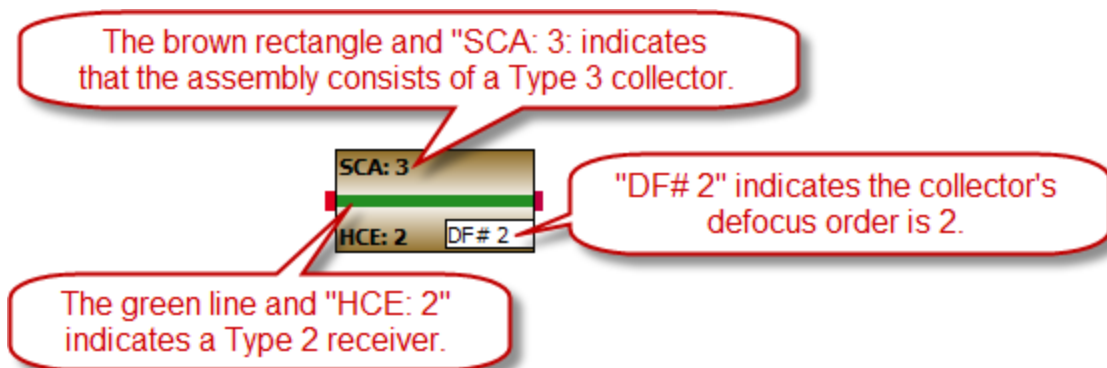 The brown rectangle and "SCA: 3: indicates
that the assembly consists of a Type 3 collector.
SCA: 3
HCE: 2
DF# 2
"DF# 2" indicates the collector's
defocus order is 2.
The green line and "HCE: 2"
indicates a Type 2 receiver.